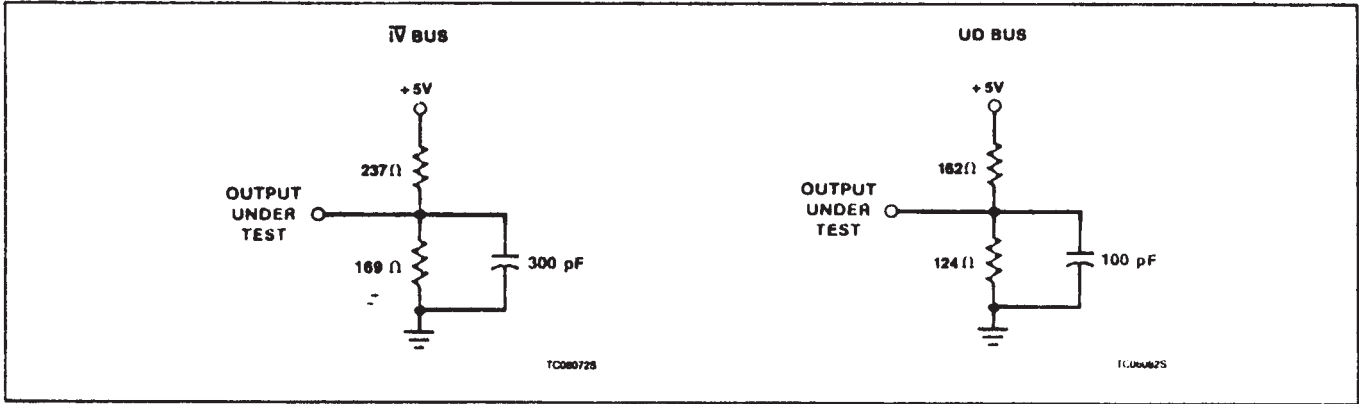 I̅V̅ BUS
+5V
237Ω
OUTPUT
UNDER
TEST
169 Ω
300 pF
TC08072S
UD BUS
+5V
162Ω
OUTPUT
UNDER
TEST
124Ω
100 pF